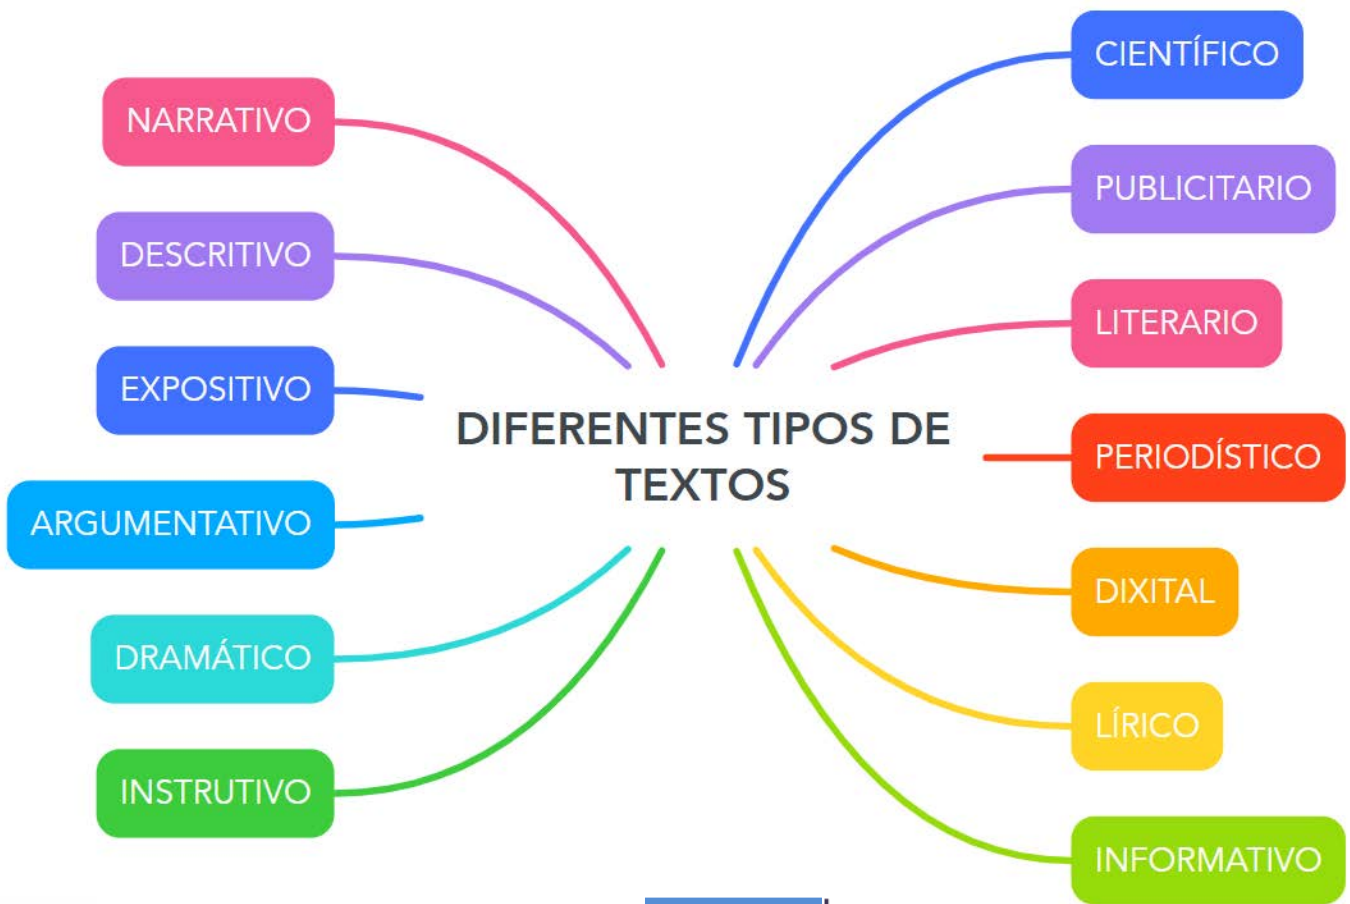 DIFERENTES TIPOS DE
TEXTOS
NARRATIVO
DESCRITIVO
EXPOSITIVO
ARGUMENTATIVO
DRAMÁTICO
INSTRUTIVO
CIENTÍFICO
PUBLICITARIO
LITERARIO
PERIODÍSTICO
DIXITAL
LÍRICO
INFORMATIVO